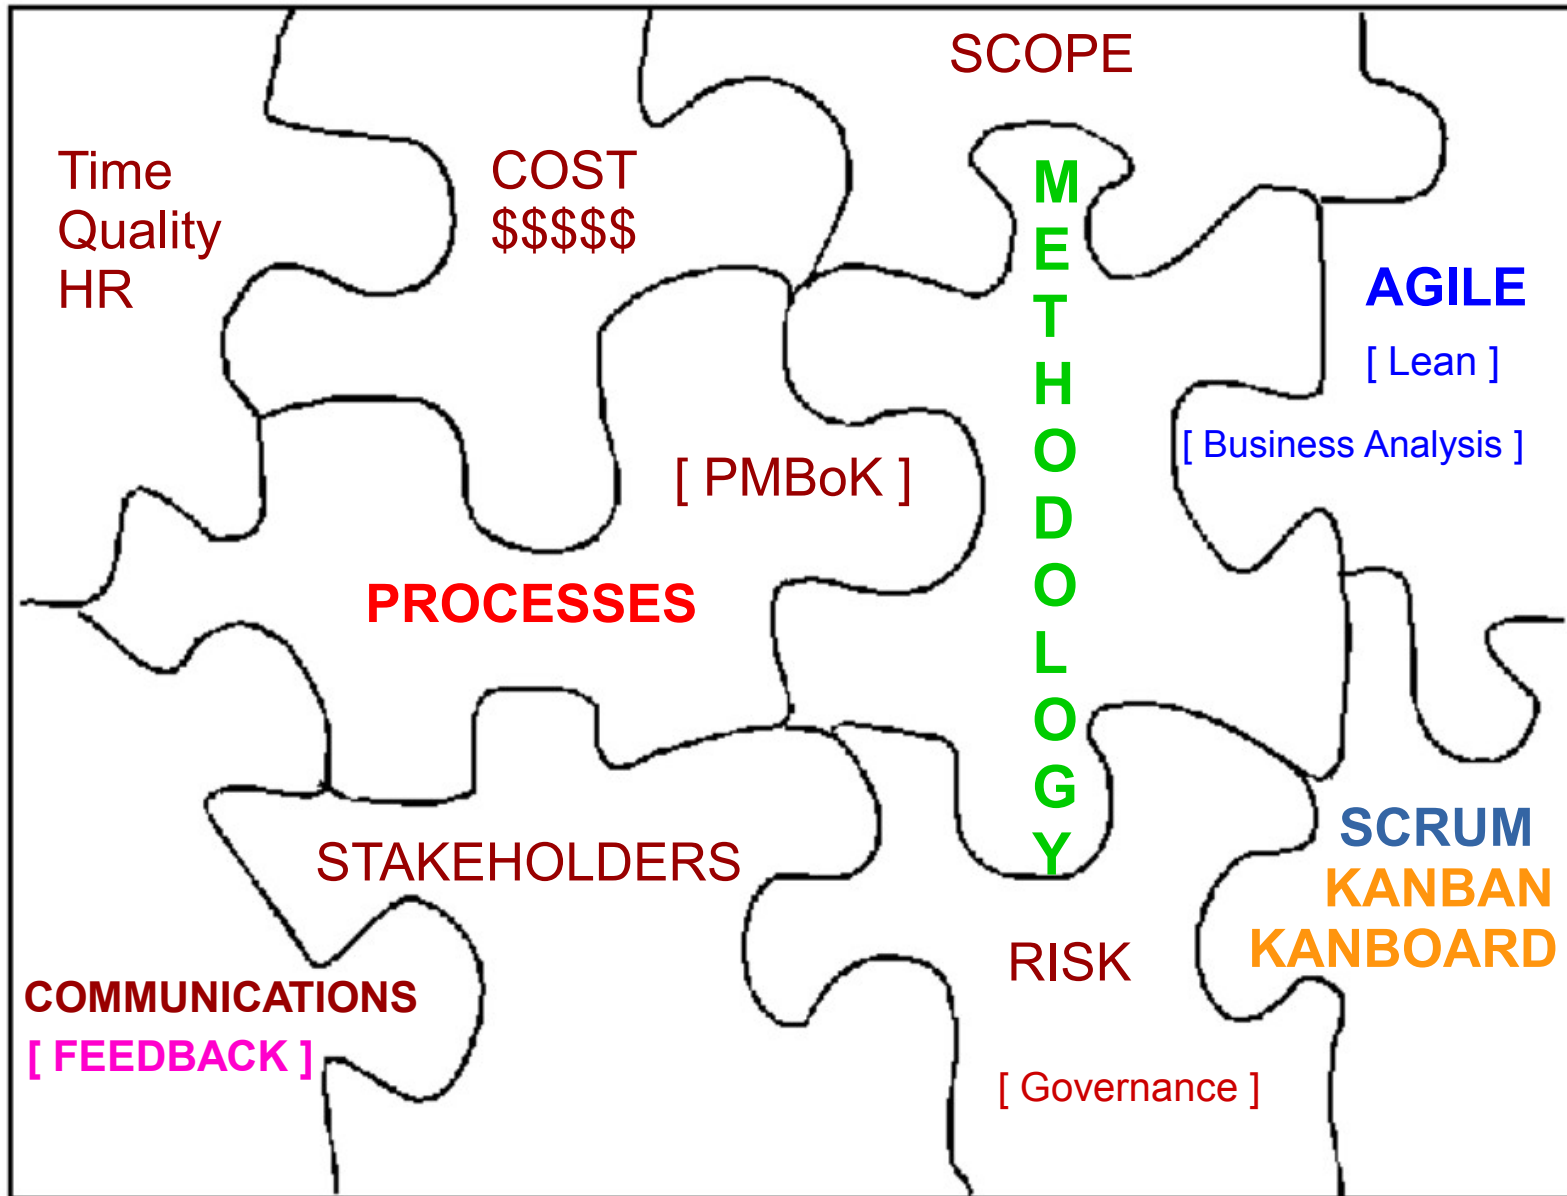 SCOPE
Time
Quality
HR
COST
$$$$$
METHODOLOGY
AGILE
[ Lean ]
[ Business Analysis ]
[ PMBoK ]
PROCESSES
STAKEHOLDERS
SCRUM
KANBAN
KANBOARD
RISK
[ Governance ]
COMMUNICATIONS
[ FEEDBACK ]